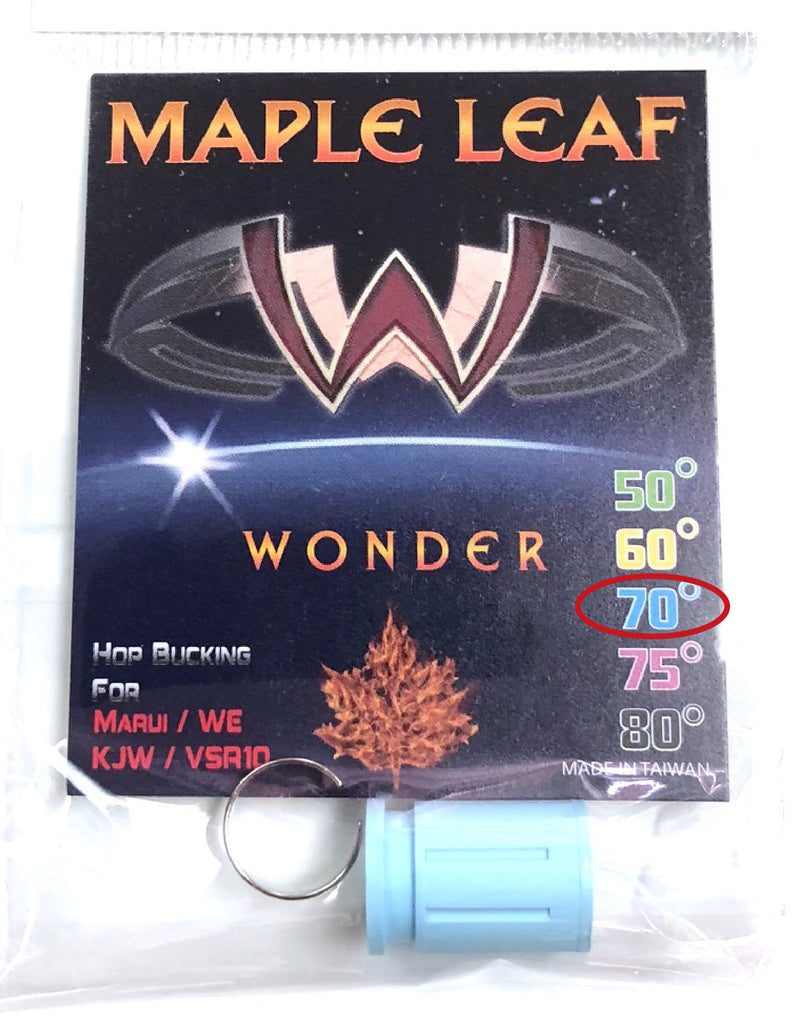 MAPLE LEAF
W
WONDER
50°
60°
70°
75°
80°
HOP BUCKING
FOR
MARUI / WE
KJW / VSR10
MADE IN TAIWAN